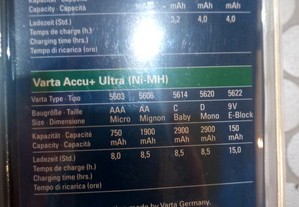 Kapazität · Kapazität
Capacity · Capacità mAh mAh mAh
Ladezeit (Std.) 3,2 4,0 4,0
Temps de charge (h.)
Charging time (hrs.)
Tempo di ricarica (ore)
Varta Accu+ Ultra (Ni-MH)
Varta Type · Tipo 5603 5606 5614 5620 5622
Baugröße · Taille AAA AA C D 9V
Size · Dimensione Micro Mignon Baby Mono E-Block
Kapazität · Capacité 750 1900 2900 2900 150
Capacity · Capacità mAh mAh mAh mAh mAh
Ladezeit (Std.) 8,0 8,5 8,5 8,5 15,0
Temps de charge (h.)
Charging time (hrs.)
Tempo di ricarica (ore)
made by Varta Germany.